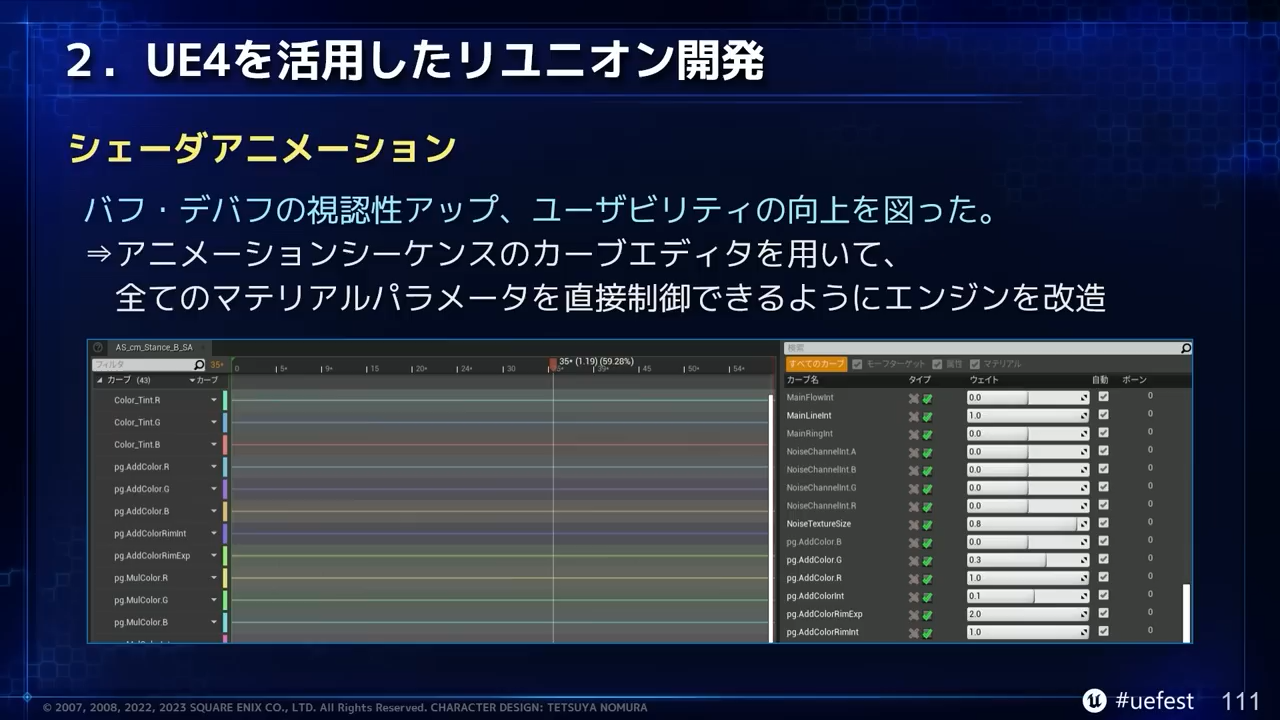 ２．UE4を活用したリユニオン開発
シェーダアニメーション
バフ・デバフの視認性アップ、ユーザビリティの向上を図った。
⇒アニメーションシーケンスのカーブエディタを用いて、
全てのマテリアルパラメータを直接制御できるようにエンジンを改造
AS_cm_Stance_B_SA
フィルタ 35*
35* (1.19) (59.28%)
0 5* 9* 15 20* 24* 30 39* 45 50* 54*
カーブ (43) カーブ
Color_Tint.R
Color_Tint.G
Color_Tint.B
pg.AddColor.R
pg.AddColor.G
pg.AddColor.B
pg.AddColorRimInt
pg.AddColorRimExp
pg.MulColor.R
pg.MulColor.G
pg.MulColor.B
検索
すべてのカーブ モーフターゲット 属性 マテリアル
カーブ名 タイプ ウェイト 自動 ボーン
MainFlowInt 0.0 0
MainLineInt 1.0 0
MainRingInt 0.0 0
NoiseChannelInt.A 0.0 0
NoiseChannelInt.B 0.0 0
NoiseChannelInt.G 0.0 0
NoiseChannelInt.R 0.0 0
NoiseTextureSize 0.8 0
pg.AddColor.B 0.0 0
pg.AddColor.G 0.3 0
pg.AddColor.R 1.0 0
pg.AddColorInt 0.1 0
pg.AddColorRimExp 2.0 0
pg.AddColorRimInt 1.0 0
© 2007, 2008, 2022, 2023 SQUARE ENIX CO., LTD. All Rights Reserved. CHARACTER DESIGN: TETSUYA NOMURA
#uefest 111